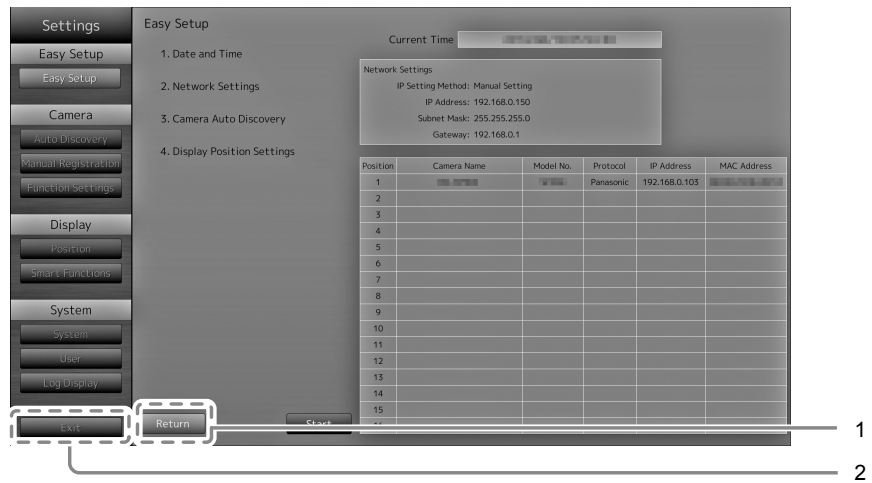 Settings
Easy Setup
Easy Setup
Camera
Auto Discovery
Manual Registration
Function Settings
Display
Position
Smart Functions
System
System
User
Log Display
Exit
Easy Setup
1. Date and Time
2. Network Settings
3. Camera Auto Discovery
4. Display Position Settings
Return
Start
Current Time
Network Settings
IP Setting Method: Manual Setting
IP Address: 192.168.0.150
Subnet Mask: 255.255.255.0
Gateway: 192.168.0.1
Position Camera Name Model No. Protocol IP Address MAC Address
1 Panasonic 192.168.0.103
2
3
4
5
6
7
8
9
10
11
12
13
14
15
1
2